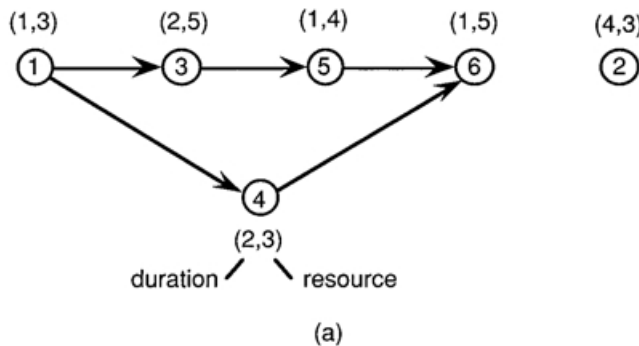 (1,3) (2,5) (1,4) (1,5) (4,3)
1 3 5 6 2
4
(2,3)
duration resource
(a)